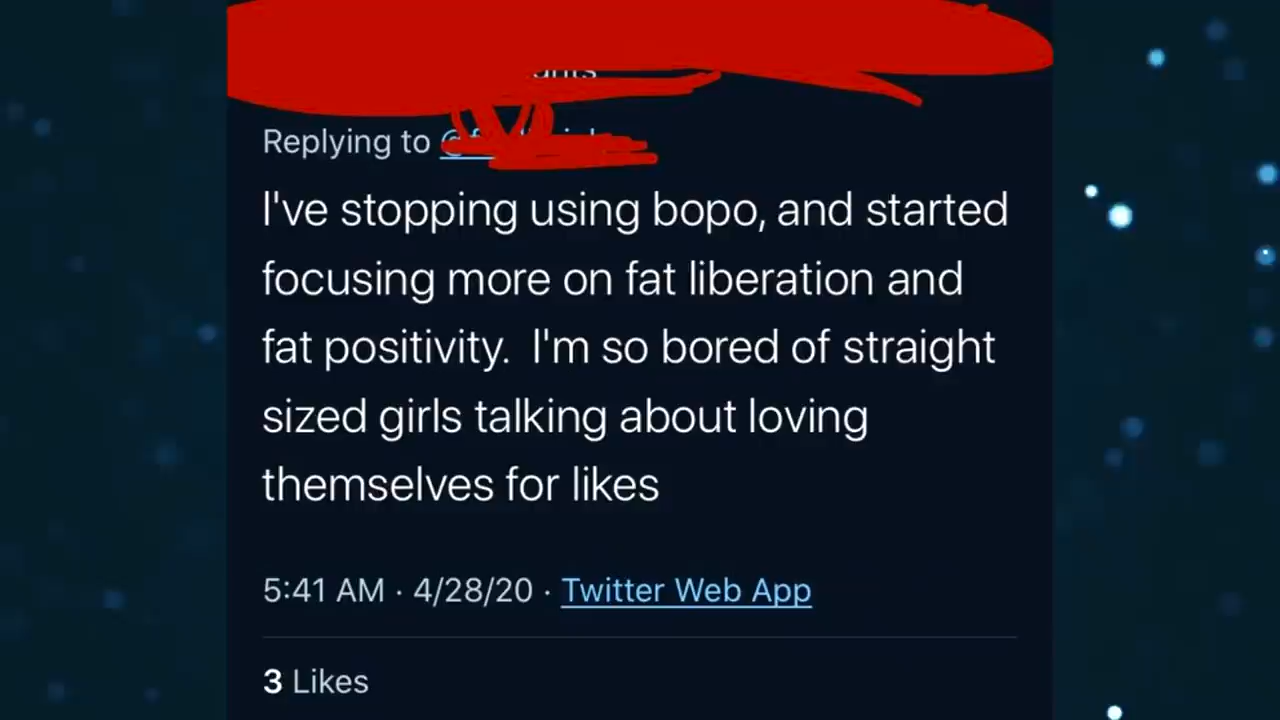 Replying to
I've stopping using bopo, and started
focusing more on fat liberation and
fat positivity.  I'm so bored of straight
sized girls talking about loving
themselves for likes
5:41 AM · 4/28/20 · Twitter Web App
3 Likes